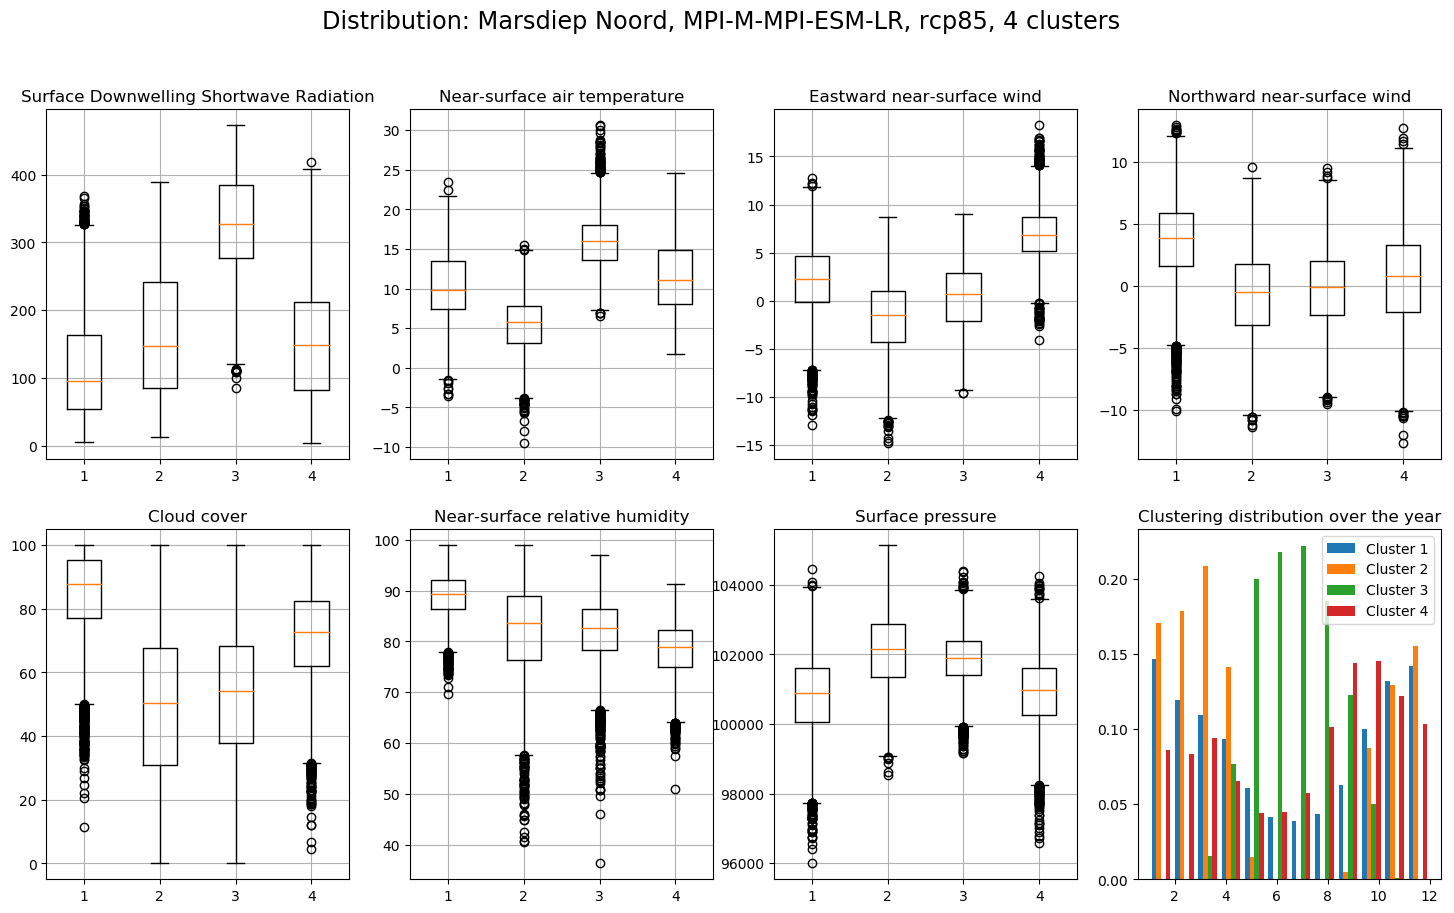 Distribution: Marsdiep Noord, MPI-M-MPI-ESM-LR, rcp85, 4 clusters
Surface Downwelling Shortwave Radiation
400
300
200
100
0
1 2 3 4
Near-surface air temperature
30
25
20
15
10
5
0
−5
−10
1 2 3 4
Eastward near-surface wind
15
10
5
0
−5
−10
−15
1 2 3 4
Northward near-surface wind
10
5
0
−5
−10
1 2 3 4
Cloud cover
100
80
60
40
20
0
1 2 3 4
Near-surface relative humidity
100
90
80
70
60
50
40
1 2 3 4
Surface pressure
104000
102000
100000
98000
96000
1 2 3 4
Clustering distribution over the year
Cluster 1
Cluster 2
Cluster 3
Cluster 4
0.20
0.15
0.10
0.05
0.00
2 4 6 8 10 12